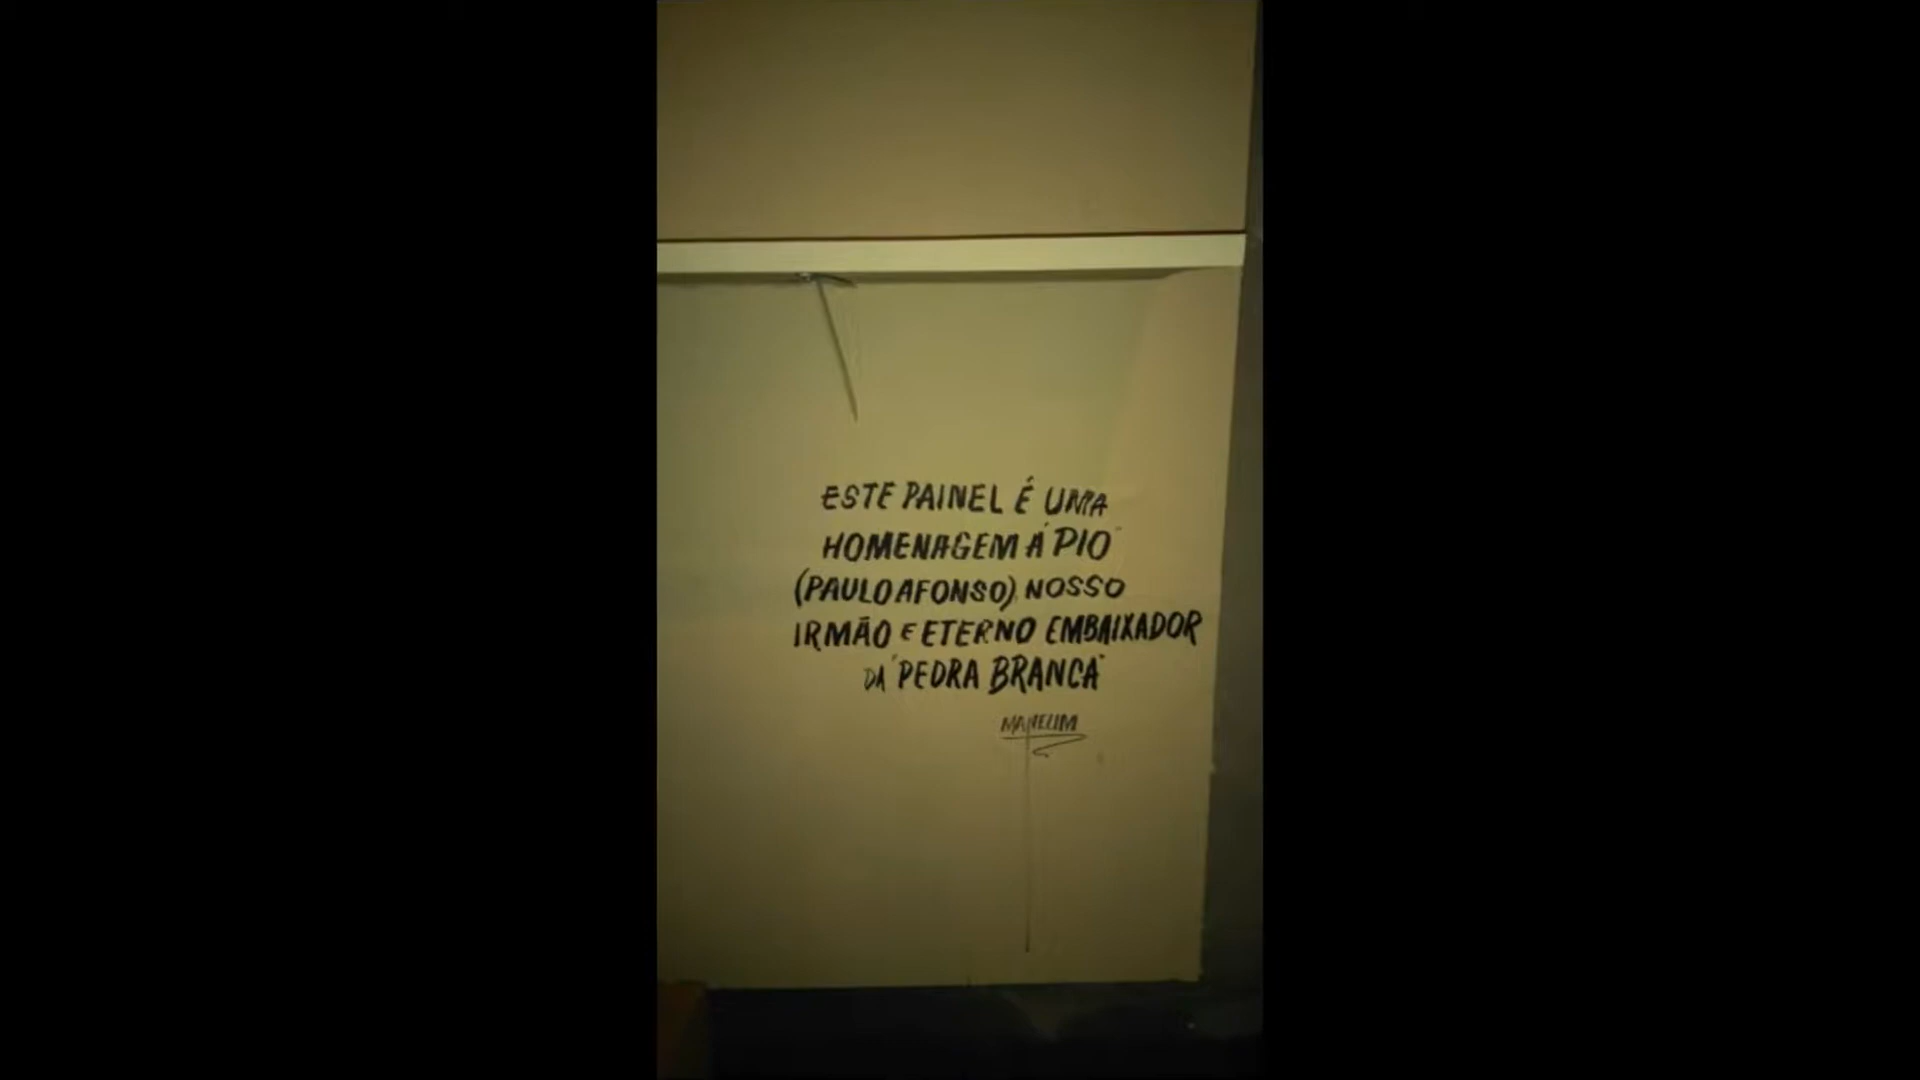 ESTE PAINEL É UMA
HOMENAGEM Á "PIO"
(PAULO AFONSO), NOSSO
IRMÃO E ETERNO EMBAIXADOR
DA "PEDRA BRANCA"
MANELIM